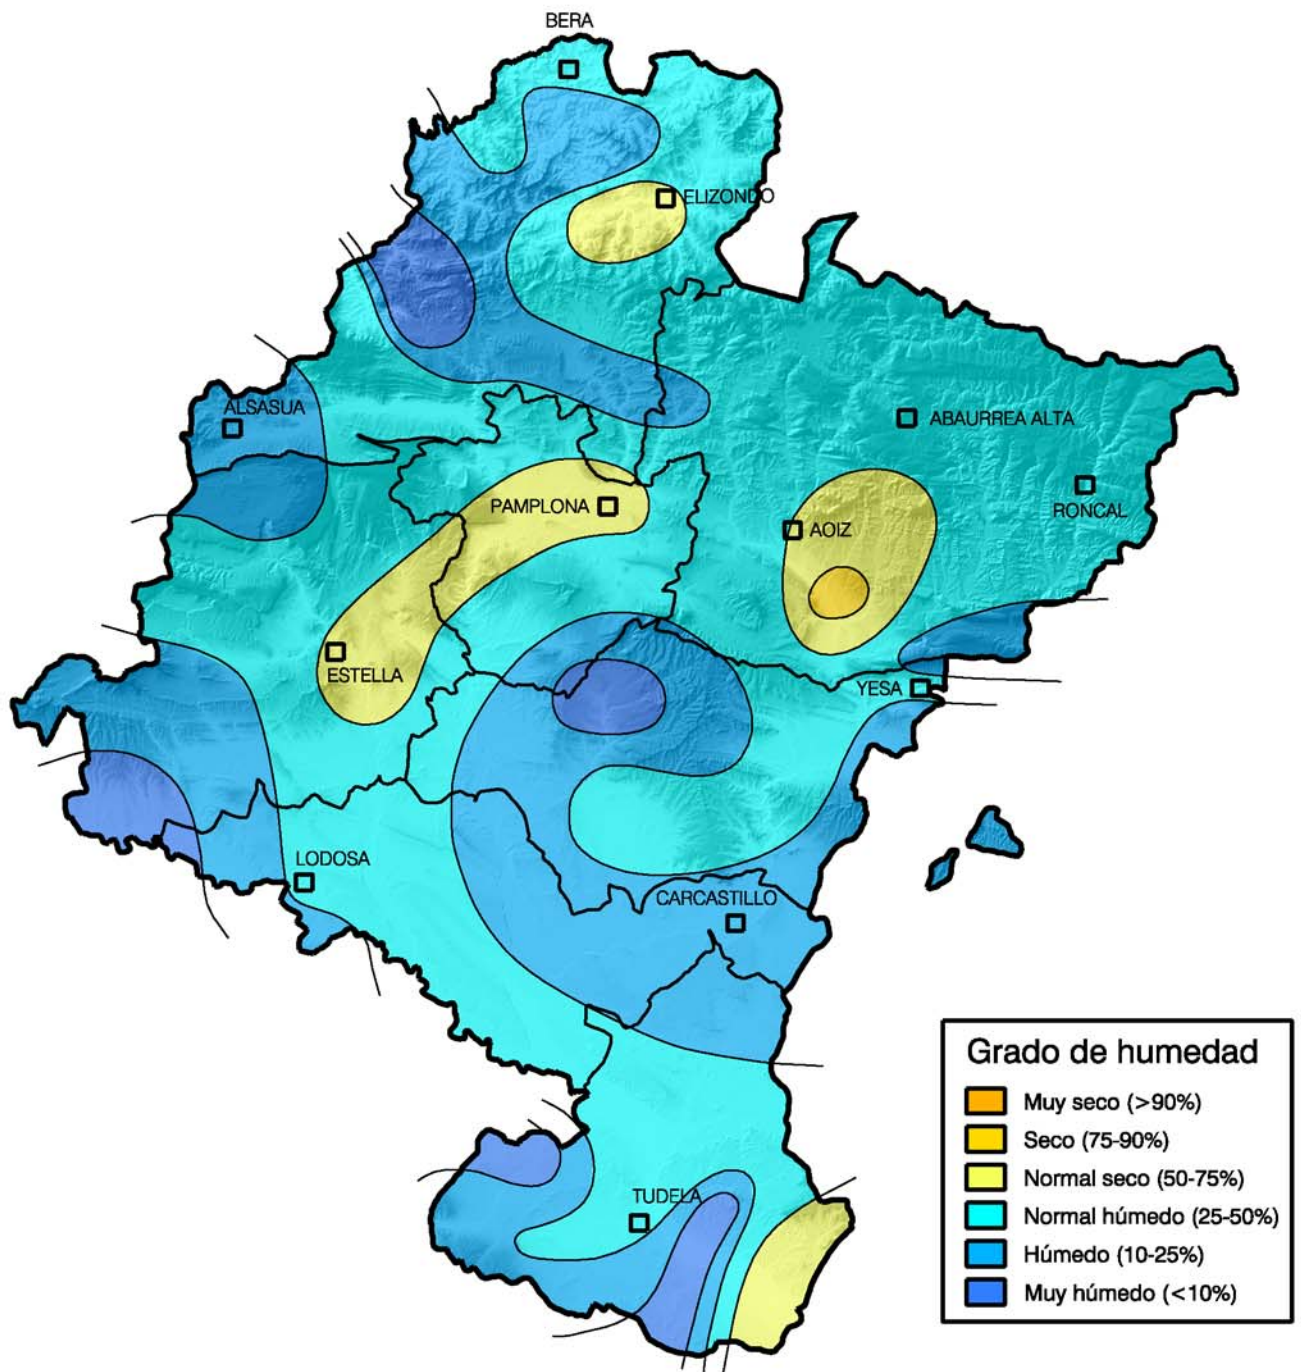 BERA
ELIZONDO
ALSASUA
ABAURREA ALTA
RONCAL
PAMPLONA
AOIZ
ESTELLA
YESA
LODOSA
CARCASTILLO
TUDELA
Grado de humedad
Muy seco (>90%)
Seco (75-90%)
Normal seco (50-75%)
Normal húmedo (25-50%)
Húmedo (10-25%)
Muy húmedo (<10%)